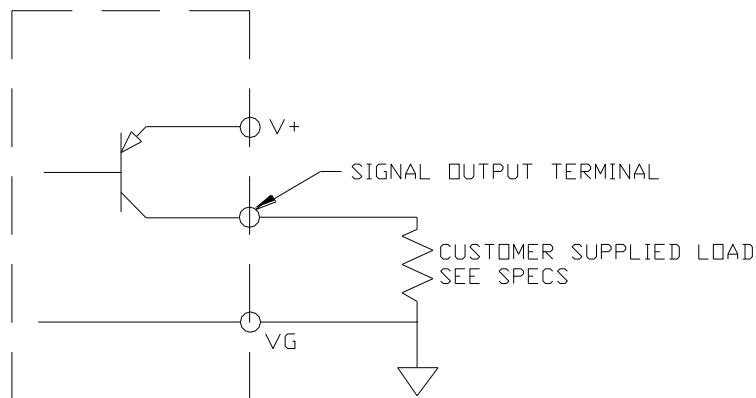 V+
SIGNAL OUTPUT TERMINAL
CUSTOMER SUPPLIED LOAD
SEE SPECS
VG